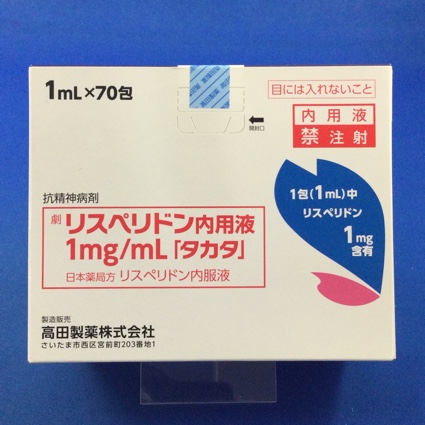 1mL×70包
目には入れないこと
内用液
禁注射
開封口
抗精神病剤
劇 リスペリドン内用液
1mg/mL「タカタ」
日本薬局方 リスペリドン内服液
1包(1mL)中
リスペリドン
1mg
含有
製造販売
高田製薬株式会社
さいたま市西区宮前町203番地1